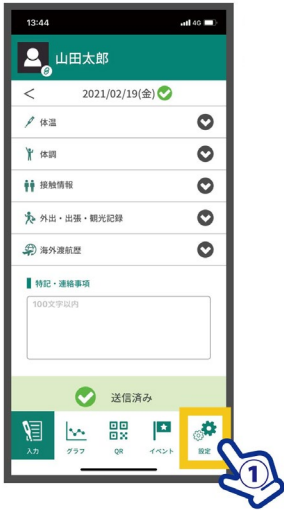 13:44
4G
山田太郎
< 2021/02/19(金)
体温
体調
接触情報
外出・出張・観光記録
海外渡航歴
特記・連絡事項
100文字以内
送信済み
入力 グラフ QR イベント 設定
1